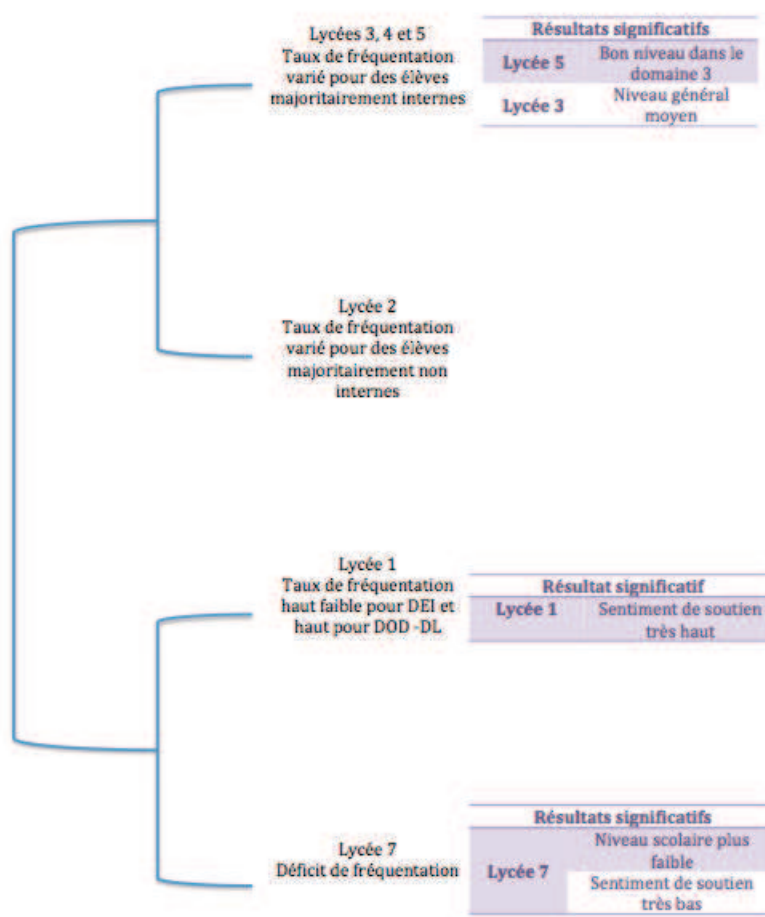 Lycées 3, 4 et 5
Taux de fréquentation
varié pour des élèves
majoritairement internes
Résultats significatifs
Lycée 5
Bon niveau dans le
domaine 3
Lycée 3
Niveau général
moyen
Lycée 2
Taux de fréquentation
varié pour des élèves
majoritairement non
internes
Lycée 1
Taux de fréquentation
haut faible pour DEI et
haut pour DOD -DL
Résultat significatif
Lycée 1
Sentiment de soutien
très haut
Lycée 7
Déficit de fréquentation
Résultats significatifs
Lycée 7
Niveau scolaire plus
faible
Sentiment de soutien
très bas